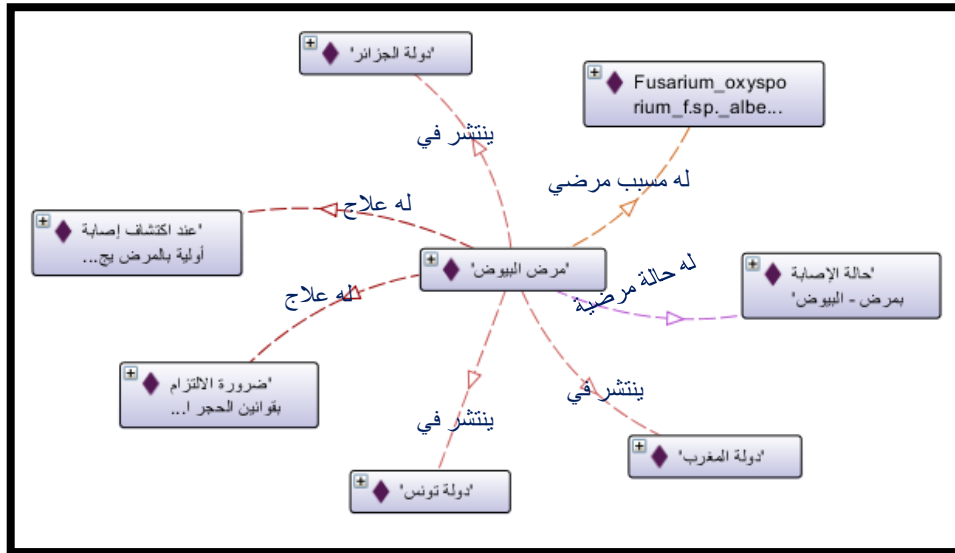 'دولة الجزائر'
Fusarium_oxyspo
rium_f.sp._albe...
ينتشر في
له مسبب مرضي
له علاج
'عند اكتشاف إصابة
أولية بالمرض يج...
'مرض البيوض'
له حالة مرضية
'حالة الإصابة
بمرض - البيوض'
له علاج
'ضرورة الالتزام
بقوانين الحجر ا...
ينتشر في
ينتشر في
'دولة المغرب'
'دولة تونس'